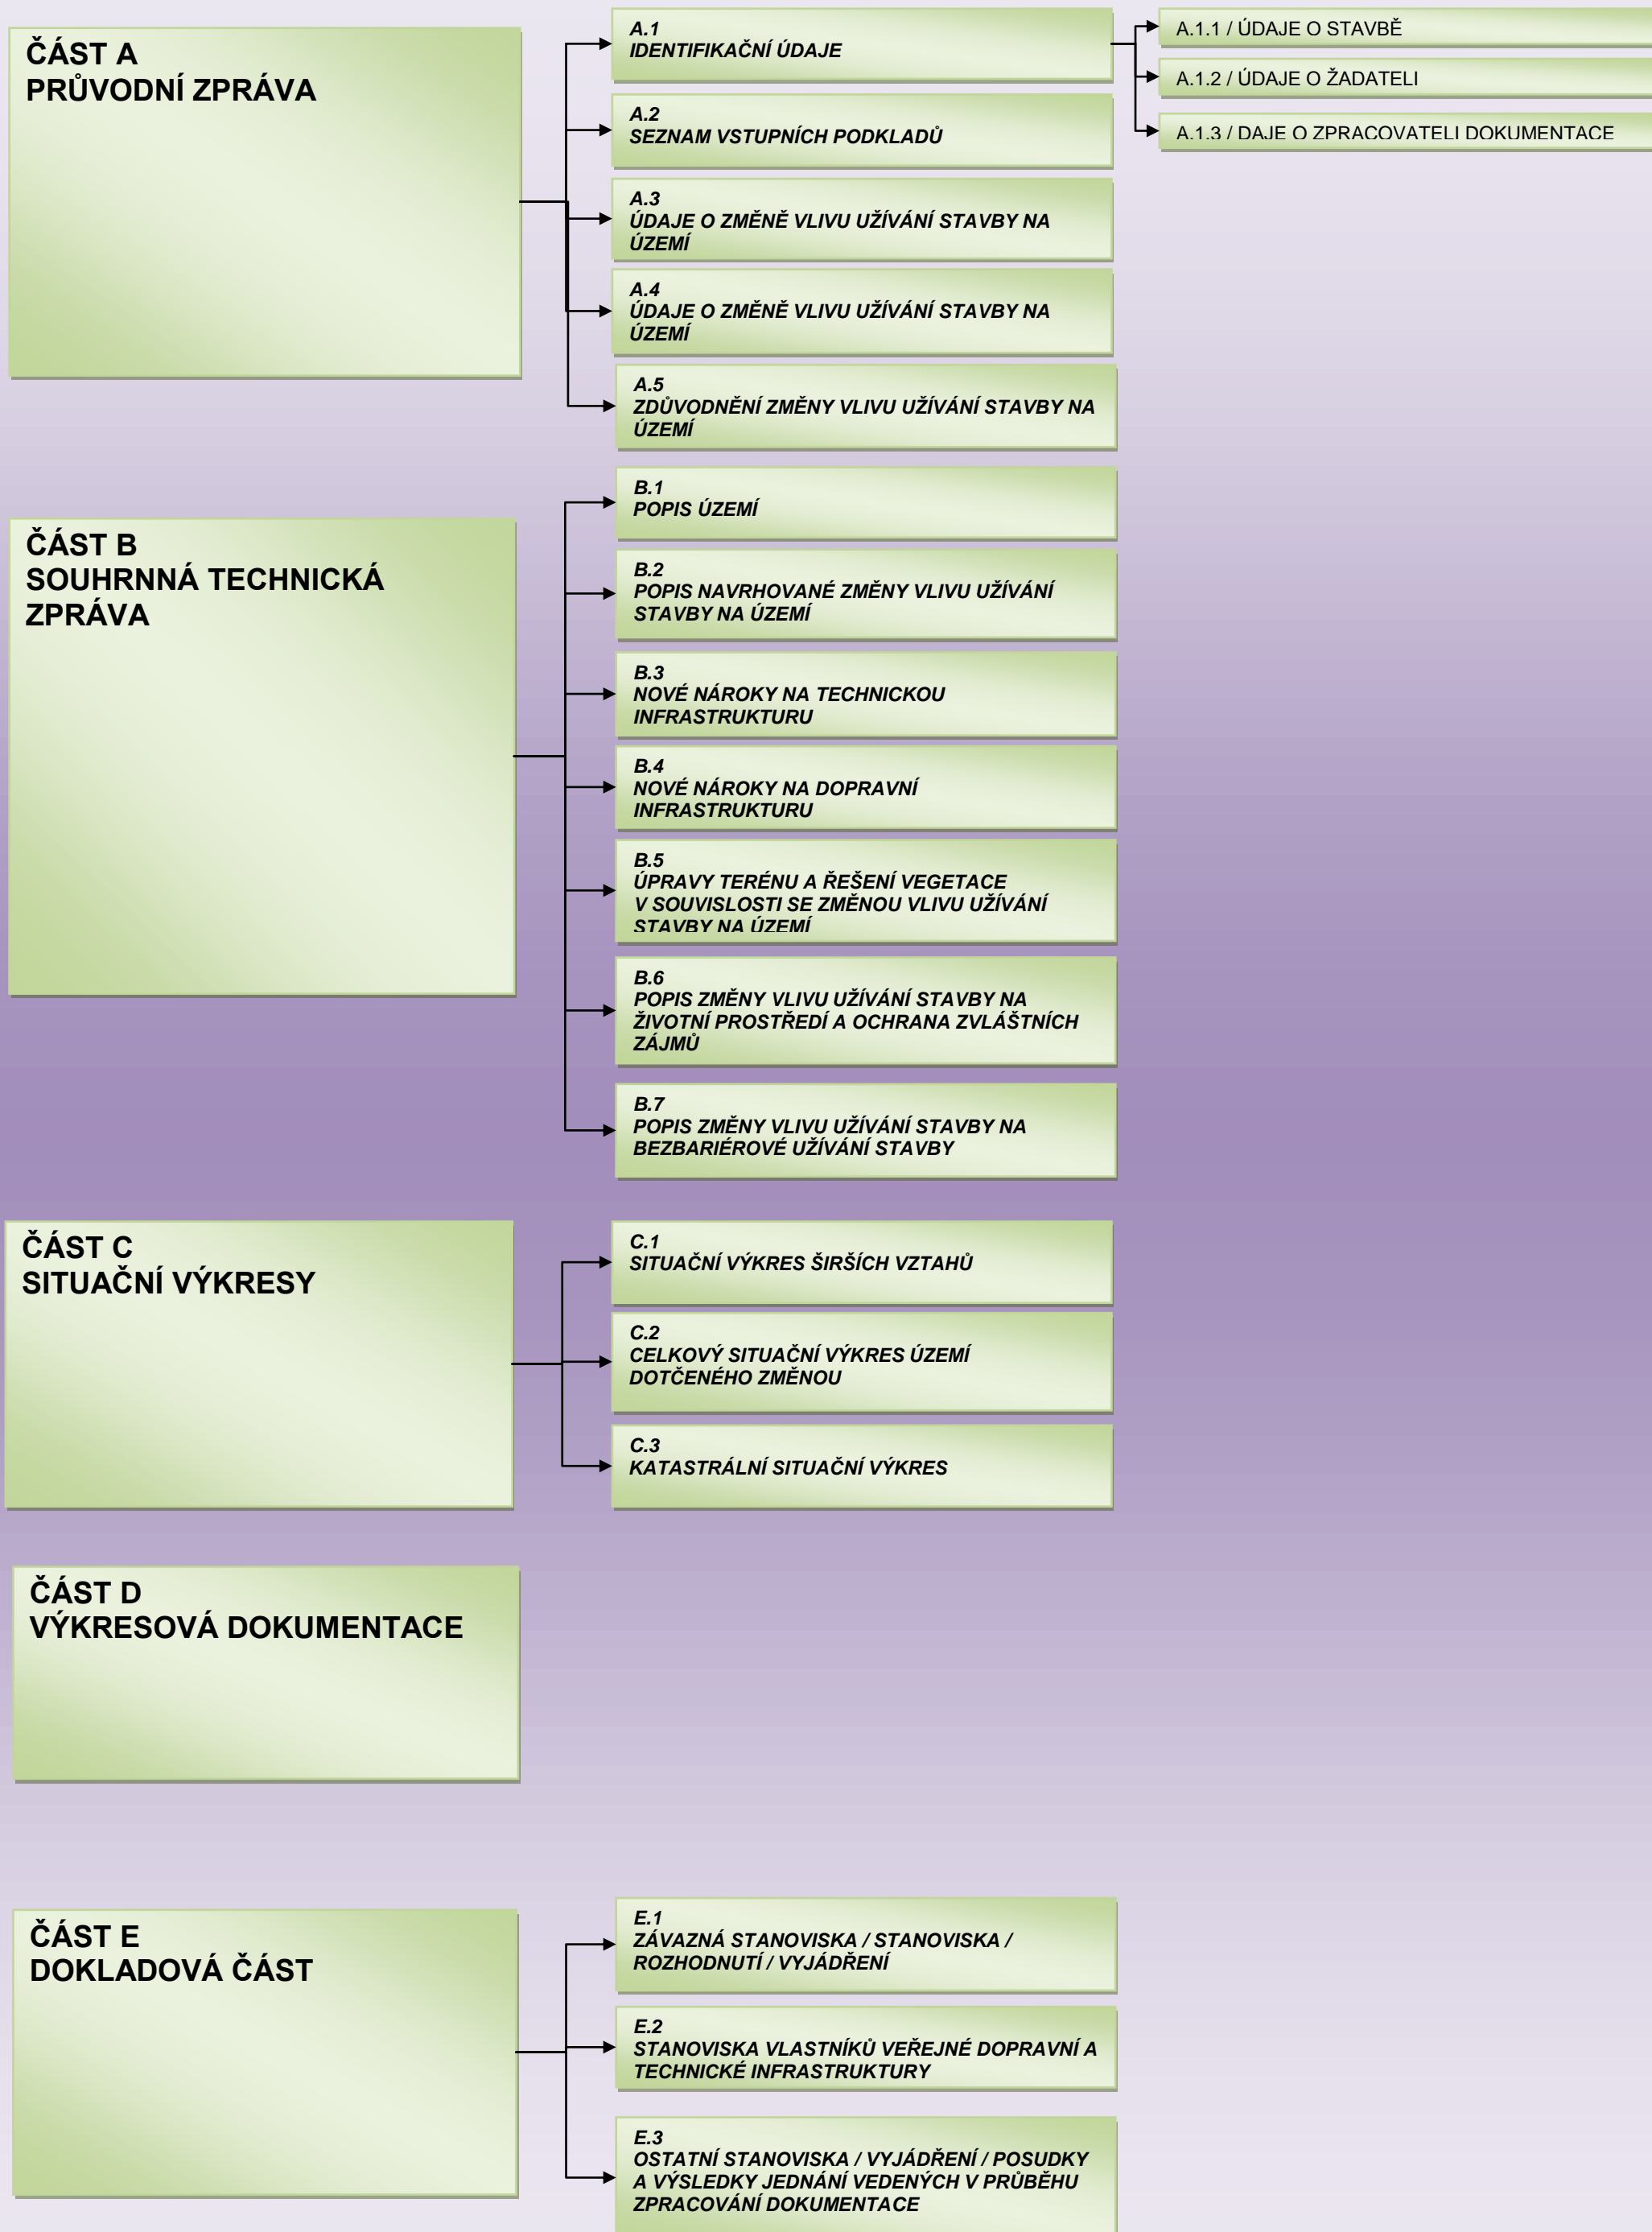 ČÁST A
PRŮVODNÍ ZPRÁVA
A.1
IDENTIFIKAČNÍ ÚDAJE
A.1.1 / ÚDAJE O STAVBĚ
A.1.2 / ÚDAJE O ŽADATELI
A.1.3 / DAJE O ZPRACOVATELI DOKUMENTACE
A.2
SEZNAM VSTUPNÍCH PODKLADŮ
A.3
ÚDAJE O ZMĚNĚ VLIVU UŽÍVÁNÍ STAVBY NA
ÚZEMÍ
A.4
ÚDAJE O ZMĚNĚ VLIVU UŽÍVÁNÍ STAVBY NA
ÚZEMÍ
A.5
ZDŮVODNĚNÍ ZMĚNY VLIVU UŽÍVÁNÍ STAVBY NA
ÚZEMÍ
ČÁST B
SOUHRNNÁ TECHNICKÁ
ZPRÁVA
B.1
POPIS ÚZEMÍ
B.2
POPIS NAVRHOVANÉ ZMĚNY VLIVU UŽÍVÁNÍ
STAVBY NA ÚZEMÍ
B.3
NOVÉ NÁROKY NA TECHNICKOU
INFRASTRUKTURU
B.4
NOVÉ NÁROKY NA DOPRAVNÍ
INFRASTRUKTURU
B.5
ÚPRAVY TERÉNU A ŘEŠENÍ VEGETACE
V SOUVISLOSTI SE ZMĚNOU VLIVU UŽÍVÁNÍ
STAVBY NA ÚZEMÍ
B.6
POPIS ZMĚNY VLIVU UŽÍVÁNÍ STAVBY NA
ŽIVOTNÍ PROSTŘEDÍ A OCHRANA ZVLÁŠTNÍCH
ZÁJMŮ
B.7
POPIS ZMĚNY VLIVU UŽÍVÁNÍ STAVBY NA
BEZBARIÉROVÉ UŽÍVÁNÍ STAVBY
ČÁST C
SITUAČNÍ VÝKRESY
C.1
SITUAČNÍ VÝKRES ŠIRŠÍCH VZTAHŮ
C.2
CELKOVÝ SITUAČNÍ VÝKRES ÚZEMÍ
DOTČENÉHO ZMĚNOU
C.3
KATASTRÁLNÍ SITUAČNÍ VÝKRES
ČÁST D
VÝKRESOVÁ DOKUMENTACE
ČÁST E
DOKLADOVÁ ČÁST
E.1
ZÁVAZNÁ STANOVISKA / STANOVISKA /
ROZHODNUTÍ / VYJÁDŘENÍ
E.2
STANOVISKA VLASTNÍKŮ VEŘEJNÉ DOPRAVNÍ A
TECHNICKÉ INFRASTRUKTURY
E.3
OSTATNÍ STANOVISKA / VYJÁDŘENÍ / POSUDKY
A VÝSLEDKY JEDNÁNÍ VEDENÝCH V PRŮBĚHU
ZPRACOVÁNÍ DOKUMENTACE